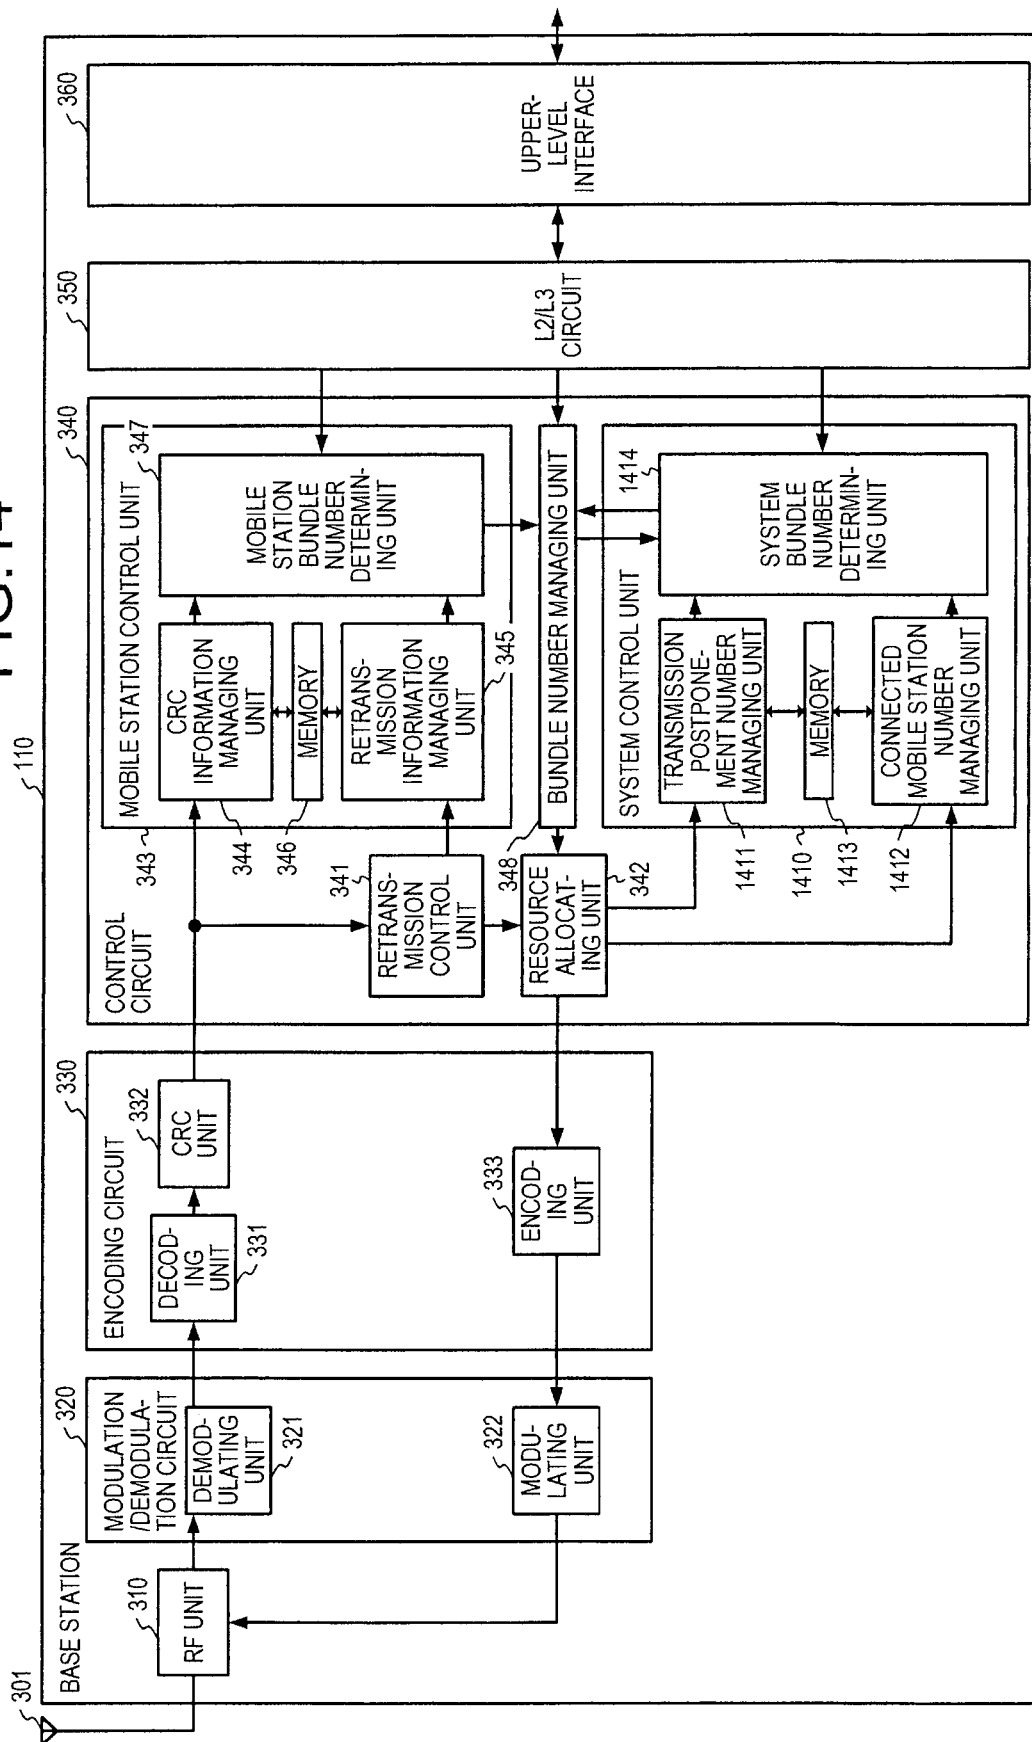 FIG. 14
110
BASE STATION
301
310
RF UNIT
320
MODULATION
/DEMODULA-
TION CIRCUIT
DEMOD-
ULATING
UNIT
321
322
MODU-
LATING
UNIT
330
ENCODING CIRCUIT
DECOD-
ING
UNIT
331
332
CRC
UNIT
333
ENCOD-
ING
UNIT
340
CONTROL
CIRCUIT
343
MOBILE STATION CONTROL UNIT
344
CRC
INFORMATION
MANAGING
UNIT
346
MEMORY
RETRANS-
MISSION
INFORMATION
MANAGING
UNIT
345
347
MOBILE
STATION
BUNDLE
NUMBER
DETERMIN-
ING UNIT
341
RETRANS-
MISSION
CONTROL
UNIT
348
BUNDLE NUMBER MANAGING UNIT
RESOURCE
ALLOCAT-
ING UNIT
342
SYSTEM CONTROL UNIT
TRANSMISSION
POSTPONE-
MENT NUMBER
MANAGING UNIT
1411
1410
MEMORY
1413
CONNECTED
MOBILE STATION
NUMBER
MANAGING UNIT
1412
1414
SYSTEM
BUNDLE
NUMBER
DETERMIN-
ING UNIT
350
L2/L3
CIRCUIT
360
UPPER-
LEVEL
INTERFACE